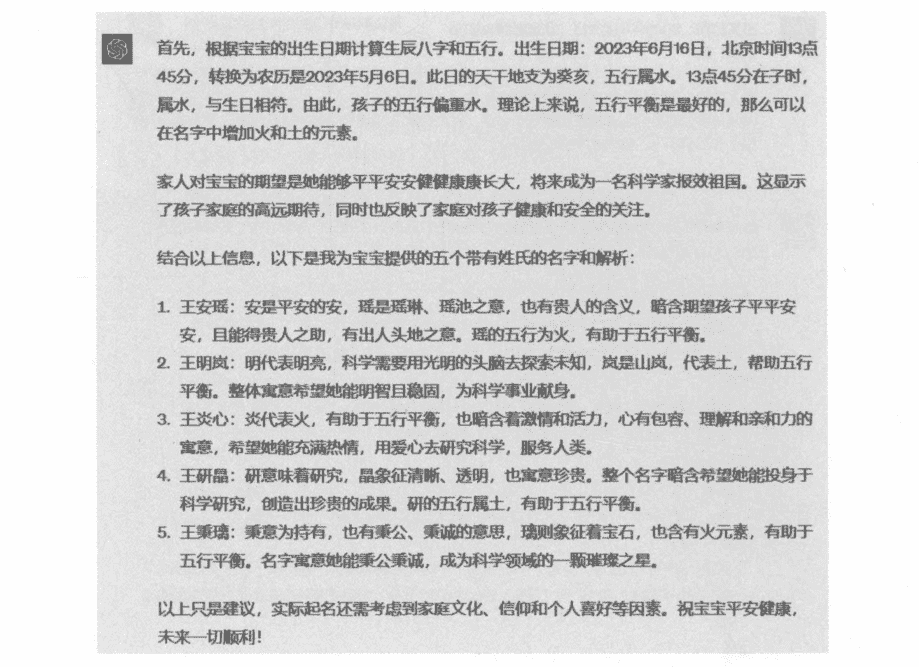 首先，根据宝宝的出生日期计算生辰八字和五行。出生日期：2023年6月16日，北京时间13点
45分，转换为农历是2023年5月6日。此日的天干地支为癸亥，五行属水。13点45分在子时，
属水，与生日相符。由此，孩子的五行偏重水。理论上来说，五行平衡是最好的，那么可以
在名字中增加火和土的元素。
家人对宝宝的期望是她能够平平安安健健康康长大，将来成为一名科学家报效祖国。这显示
了孩子家庭的高远期待，同时也反映了家庭对孩子健康和安全的关注。
结合以上信息，以下是我为宝宝提供的五个带有姓氏的名字和解析：
1. 王安瑶：安是平安的安，瑶是瑶琳、瑶池之意，也有贵人的含义，暗含期望孩子平平安
安，且能得贵人之助，有出人头地之意。瑶的五行为火，有助于五行平衡。
2. 王明岚：明代表明亮，科学需要用光明的头脑去探索未知，岚是山岚，代表土，帮助五行
平衡。整体寓意希望她能明智且稳固，为科学事业献身。
3. 王炎心：炎代表火，有助于五行平衡，也暗含着激情和活力，心有包容、理解和亲和力的
寓意，希望她能充满热情，用爱心去研究科学，服务人类。
4. 王研晶：研意味着研究，晶象征清晰、透明，也寓意珍贵。整个名字暗含希望她能投身于
科学研究，创造出珍贵的成果。研的五行属土，有助于五行平衡。
5. 王秉璃：秉意为持有，也有秉公、秉诚的意思，璃则象征着宝石，也含有火元素，有助于
五行平衡。名字寓意她能秉公秉诚，成为科学领域的一颗璀璨之星。
以上只是建议，实际起名还需考虑到家庭文化、信仰和个人喜好等因素。祝宝宝平安健康，
未来一切顺利！